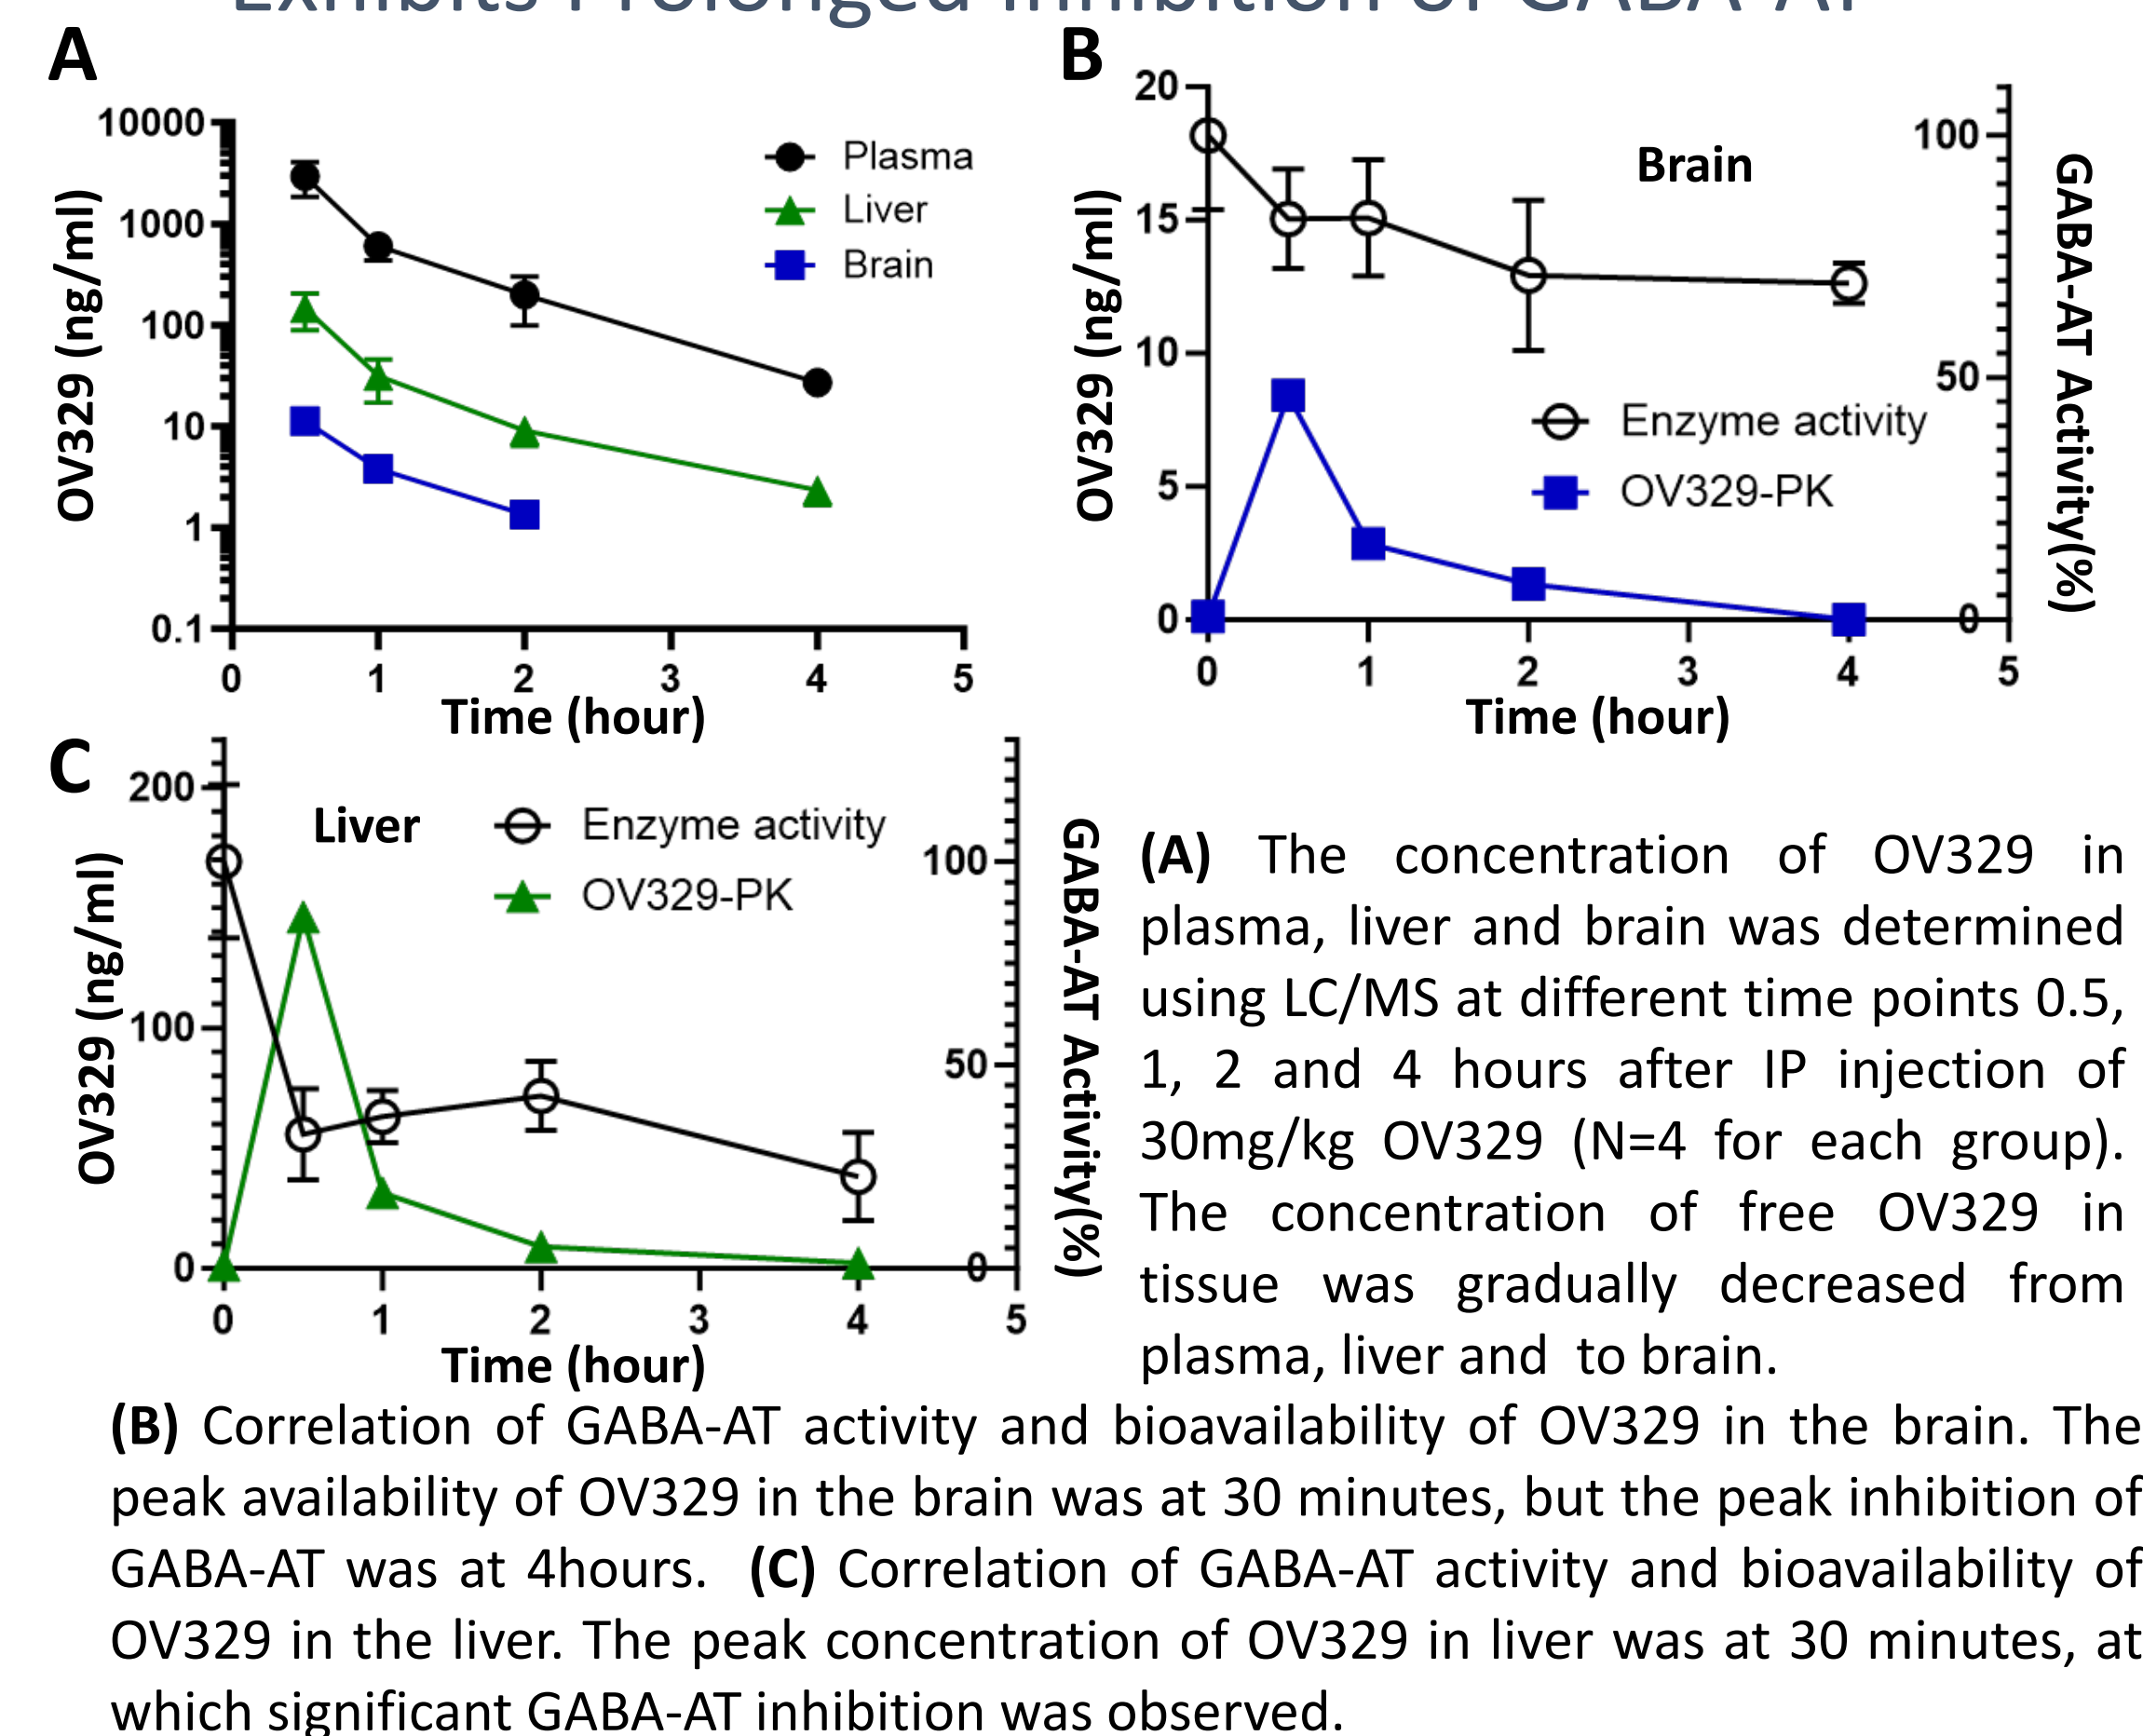 Exhibits Prolonged Inhibition of GABA-AT
A
10000
1000
100
10
1
0.1
OV329 (ng/ml)
Plasma
Liver
Brain
0 1 2 3 4 5
Time (hour)
B
20
15
10
5
0
OV329 (ng/ml)
Brain
100
50
0
GABA-AT Activity(%)
Enzyme activity
OV329-PK
0 1 2 3 4 5
Time (hour)
C
200
100
0
OV329 (ng/ml)
Liver
Enzyme activity
OV329-PK
100
50
0
GABA-AT Activity(%)
0 1 2 3 4 5
Time (hour)
(A) The concentration of OV329 in
plasma, liver and brain was determined
using LC/MS at different time points 0.5,
1, 2 and 4 hours after IP injection of
30mg/kg OV329 (N=4 for each group).
The concentration of free OV329 in
tissue was gradually decreased from
plasma, liver and to brain.
(B) Correlation of GABA-AT activity and bioavailability of OV329 in the brain. The
peak availability of OV329 in the brain was at 30 minutes, but the peak inhibition of
GABA-AT was at 4hours. (C) Correlation of GABA-AT activity and bioavailability of
OV329 in the liver. The peak concentration of OV329 in liver was at 30 minutes, at
which significant GABA-AT inhibition was observed.